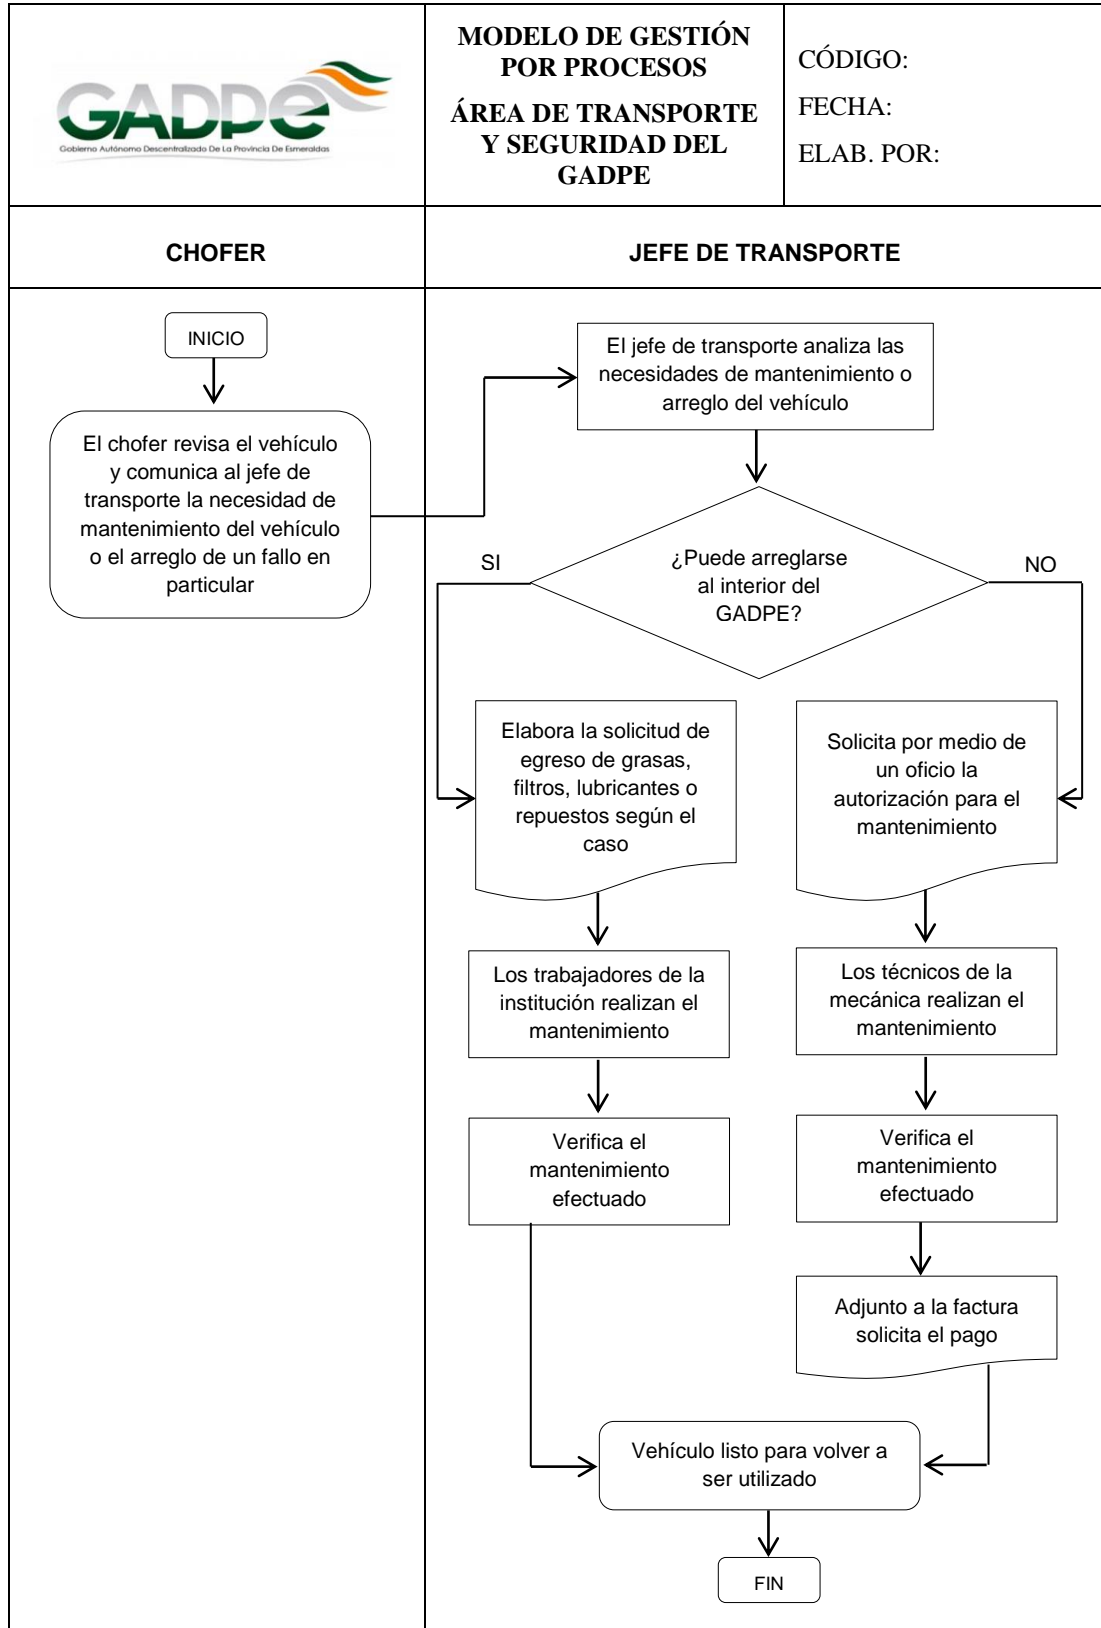 GADPE
Gobierno Autónomo Descentralizado De La Provincia De Esmeraldas
MODELO DE GESTIÓN
POR PROCESOS
ÁREA DE TRANSPORTE
Y SEGURIDAD DEL
GADPE
CÓDIGO:
FECHA:
ELAB. POR:
CHOFER
JEFE DE TRANSPORTE
INICIO
El chofer revisa el vehículo
y comunica al jefe de
transporte la necesidad de
mantenimiento del vehículo
o el arreglo de un fallo en
particular
El jefe de transporte analiza las
necesidades de mantenimiento o
arreglo del vehículo
SI
¿Puede arreglarse
al interior del
GADPE?
NO
Elabora la solicitud de
egreso de grasas,
filtros, lubricantes o
repuestos según el
caso
Solicita por medio de
un oficio la
autorización para el
mantenimiento
Los trabajadores de la
institución realizan el
mantenimiento
Los técnicos de la
mecánica realizan el
mantenimiento
Verifica el
mantenimiento
efectuado
Verifica el
mantenimiento
efectuado
Adjunto a la factura
solicita el pago
Vehículo listo para volver a
ser utilizado
FIN